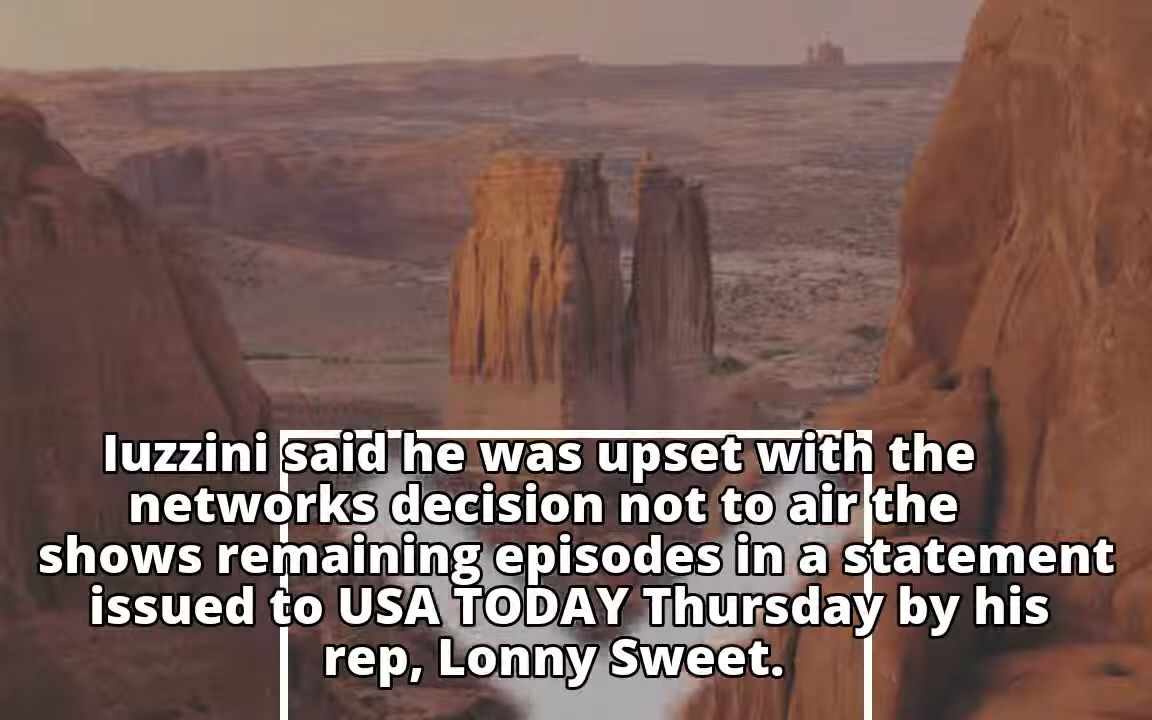 Iuzzini said he was upset with the
networks decision not to air the
shows remaining episodes in a statement
issued to USA TODAY Thursday by his
rep, Lonny Sweet.